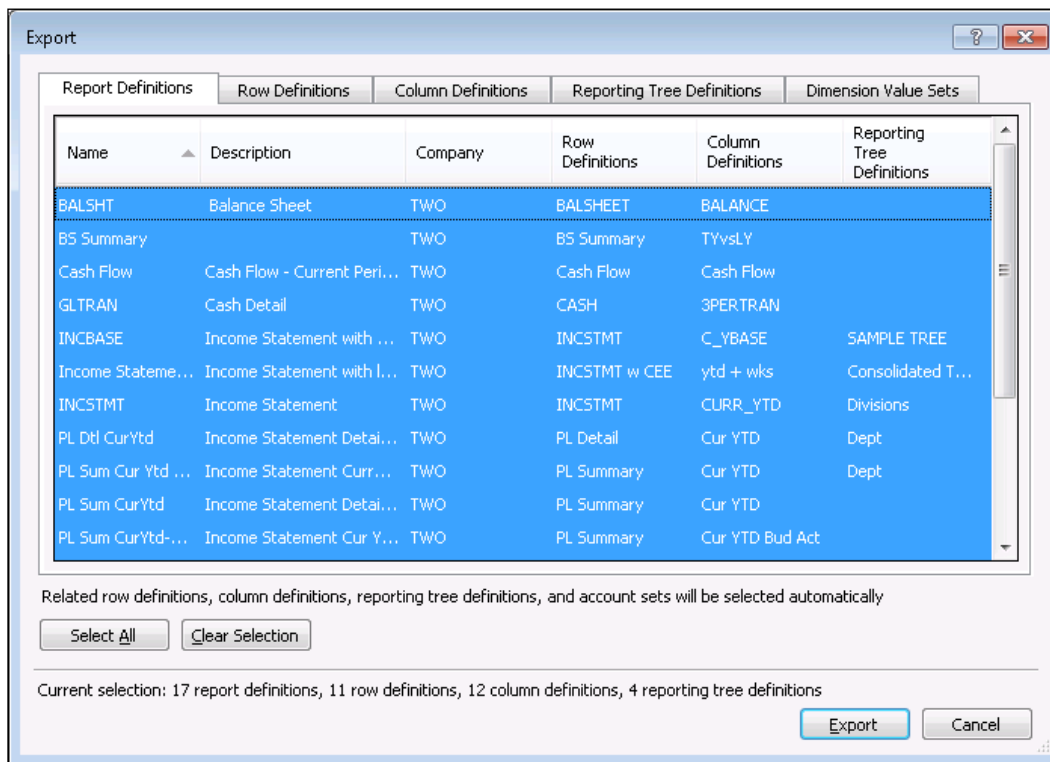 Export
Report Definitions Row Definitions Column Definitions Reporting Tree Definitions Dimension Value Sets
Name Description Company Row Definitions Column Definitions Reporting Tree Definitions
BALSHT Balance Sheet TWO BALSHEET BALANCE
BS Summary TWO BS Summary TYvsLY
Cash Flow Cash Flow - Current Peri... TWO Cash Flow Cash Flow
GLTRAN Cash Detail TWO CASH 3PERTRAN
INCBASE Income Statement with ... TWO INCSTMT C_YBASE SAMPLE TREE
Income Stateme... Income Statement with l... TWO INCSTMT w CEE ytd + wks Consolidated T...
INCSTMT Income Statement TWO INCSTMT CURR_YTD Divisions
PL Dtl CurYtd Income Statement Detai... TWO PL Detail Cur YTD Dept
PL Sum Cur Ytd ... Income Statement Curr... TWO PL Summary Cur YTD Dept
PL Sum CurYtd Income Statement Detai... TWO PL Summary Cur YTD
PL Sum CurYtd-... Income Statement Cur Y... TWO PL Summary Cur YTD Bud Act
Related row definitions, column definitions, reporting tree definitions, and account sets will be selected automatically
Select All Clear Selection
Current selection: 17 report definitions, 11 row definitions, 12 column definitions, 4 reporting tree definitions
Export Cancel